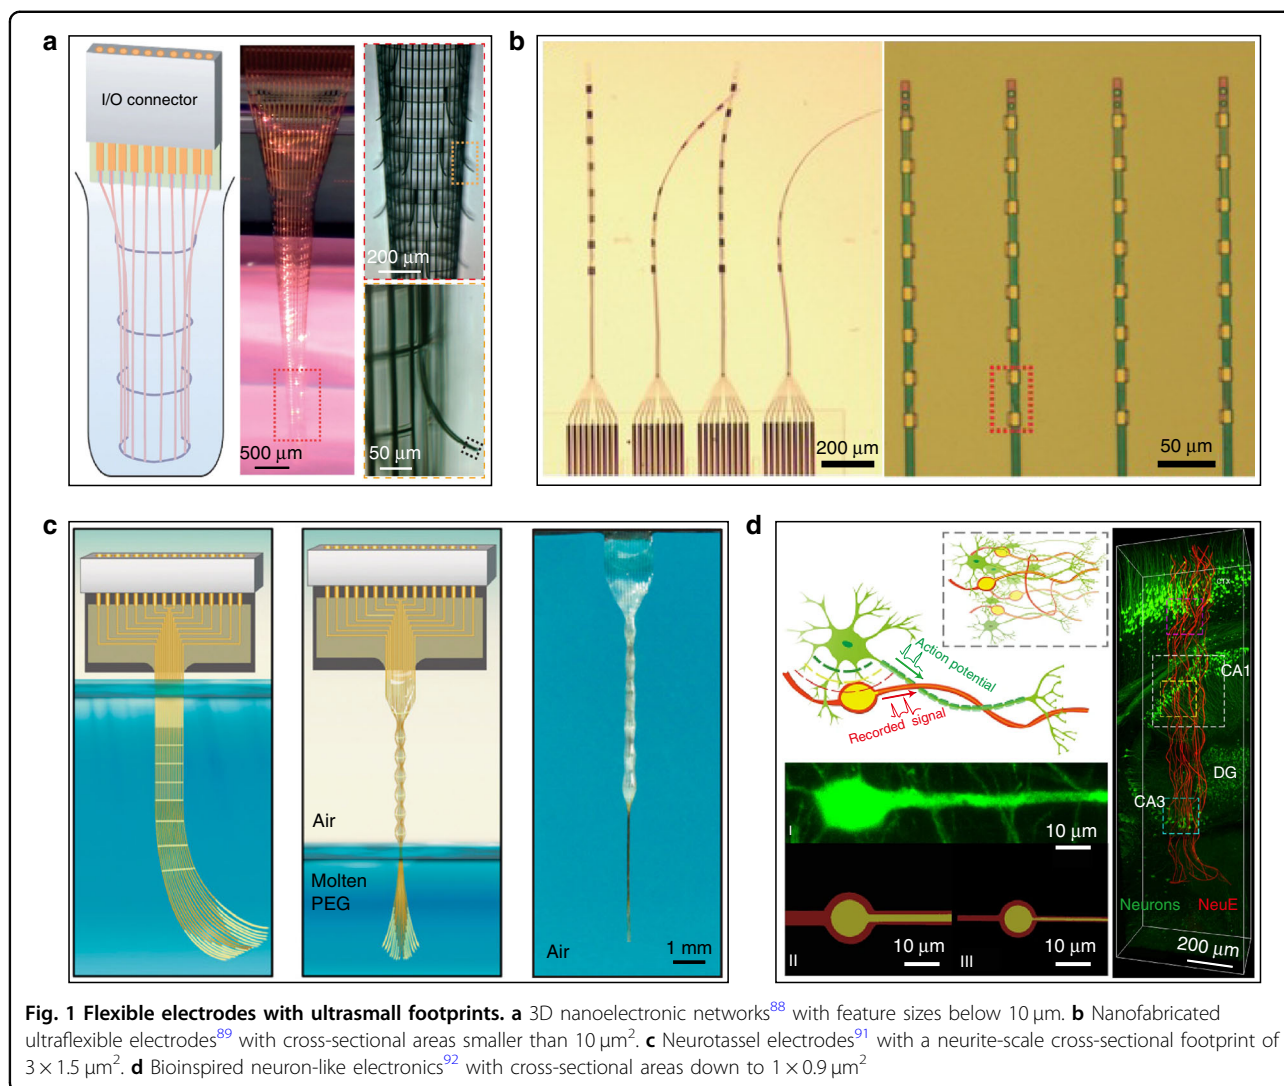 a
I/O connector
500 μm
200 μm
50 μm
b
200 μm
50 μm
c
Air
Molten
PEG
Air
1 mm
d
Action potential
Recorded signal
I
10 μm
II
10 μm
III
10 μm
CTX
CA1
DG
CA3
Neurons
NeuE
200 μm
Fig. 1 Flexible electrodes with ultrasmall footprints. a 3D nanoelectronic networks88 with feature sizes below 10 μm. b Nanofabricated
ultraflexible electrodes89 with cross-sectional areas smaller than 10 μm². c Neurotassel electrodes91 with a neurite-scale cross-sectional footprint of
3 × 1.5 μm². d Bioinspired neuron-like electronics92 with cross-sectional areas down to 1 × 0.9 μm²